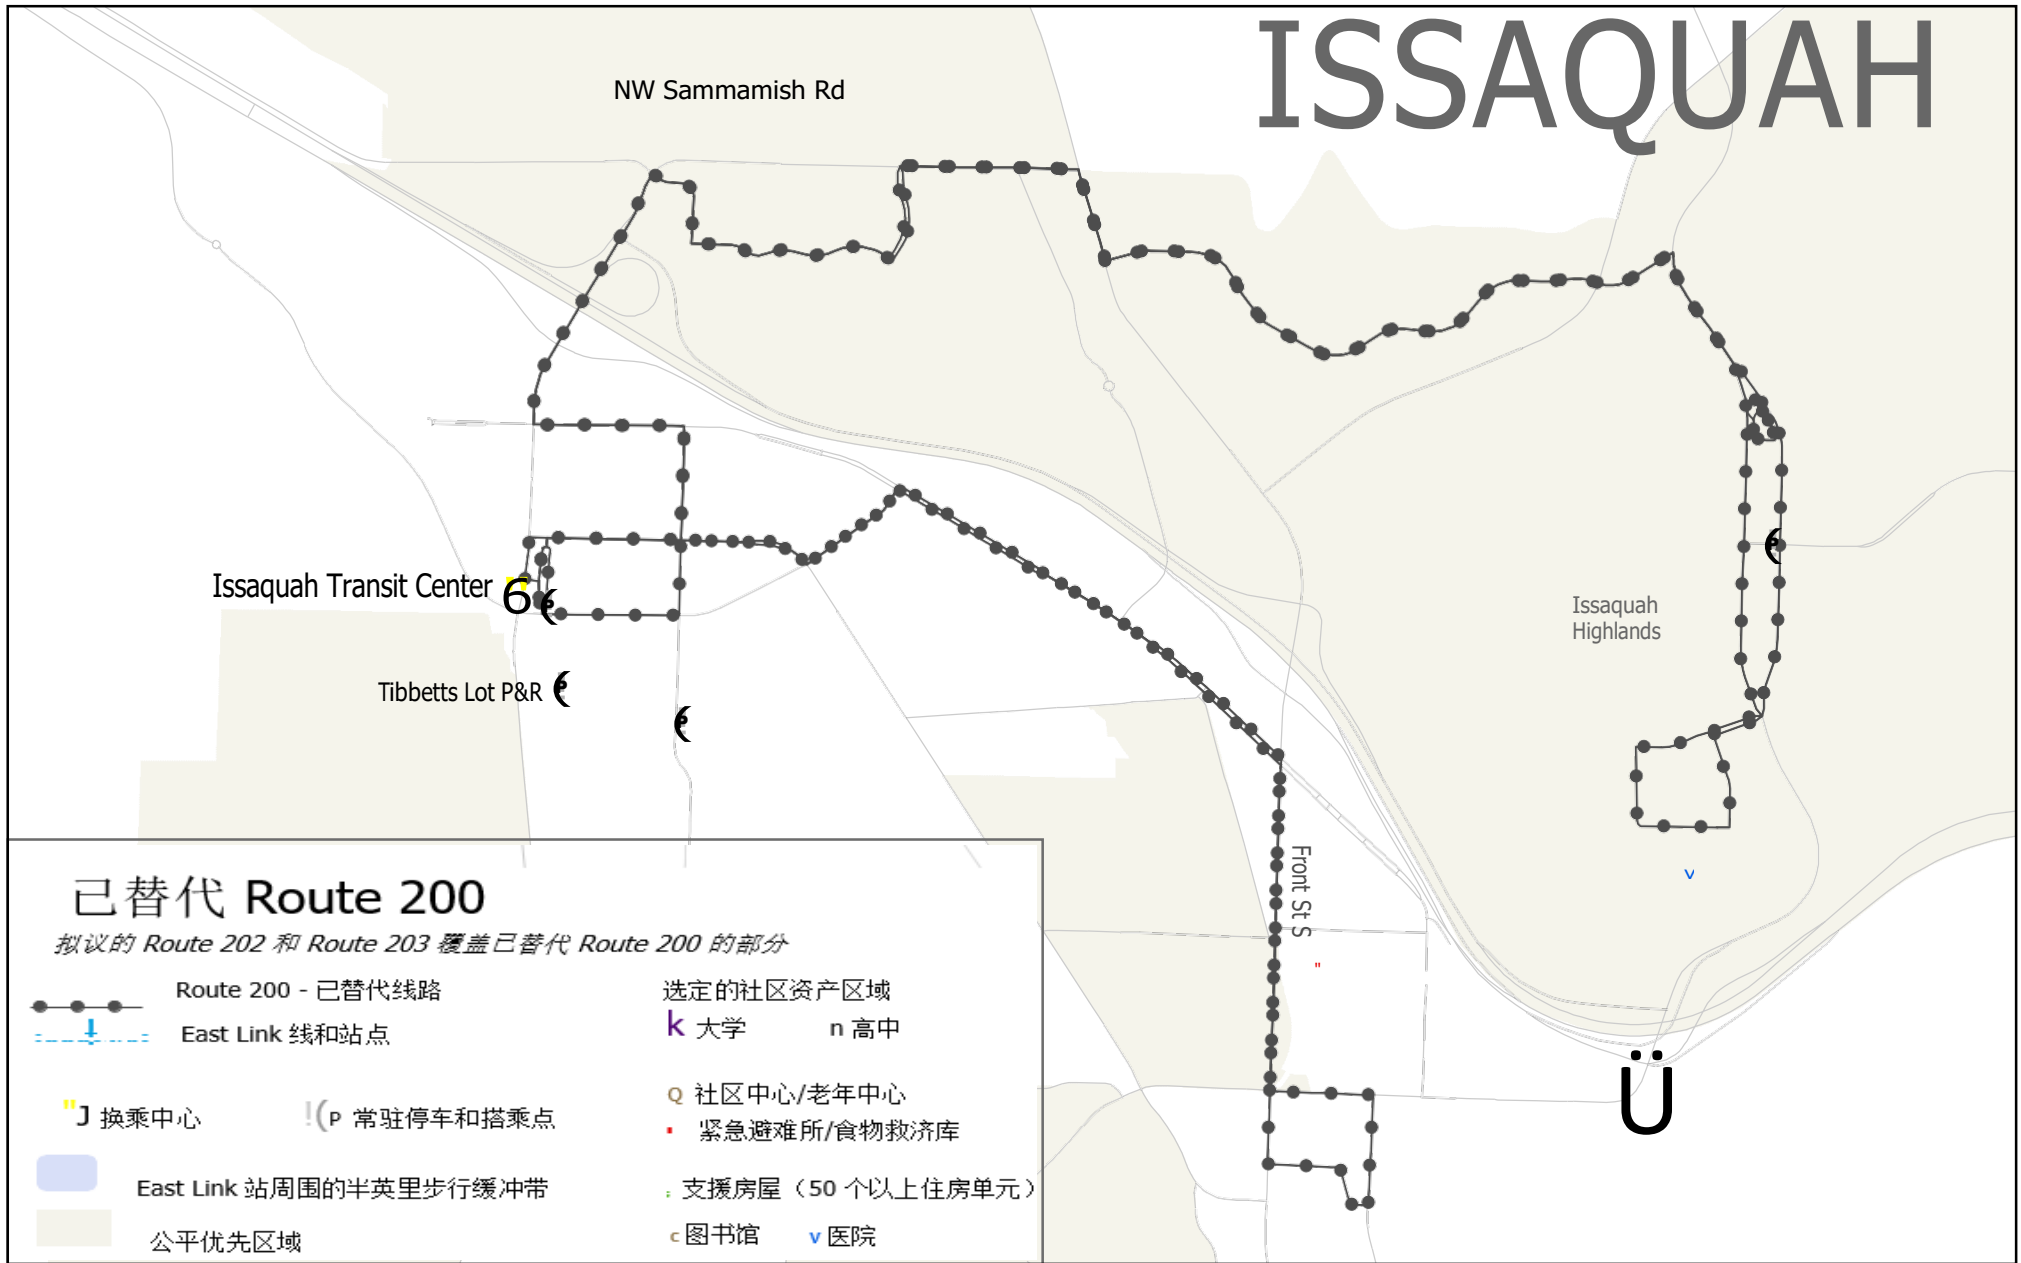 ISSAQUAH
NW Sammamish Rd
Issaquah Transit Center
6
Tibbetts Lot P&R
Issaquah
Highlands
Front St S
v
"
Ü
已替代 Route 200
拟议的 Route 202 和 Route 203 覆盖已替代 Route 200 的部分
Route 200 - 已替代线路
East Link 线和站点
"J 换乘中心
!(P 常驻停车和搭乘点
East Link 站周围的半英里步行缓冲带
公平优先区域
选定的社区资产区域
k 大学
n 高中
Q 社区中心/老年中心
紧急避难所/食物救济库
支援房屋（50 个以上住房单元）
c 图书馆
v 医院